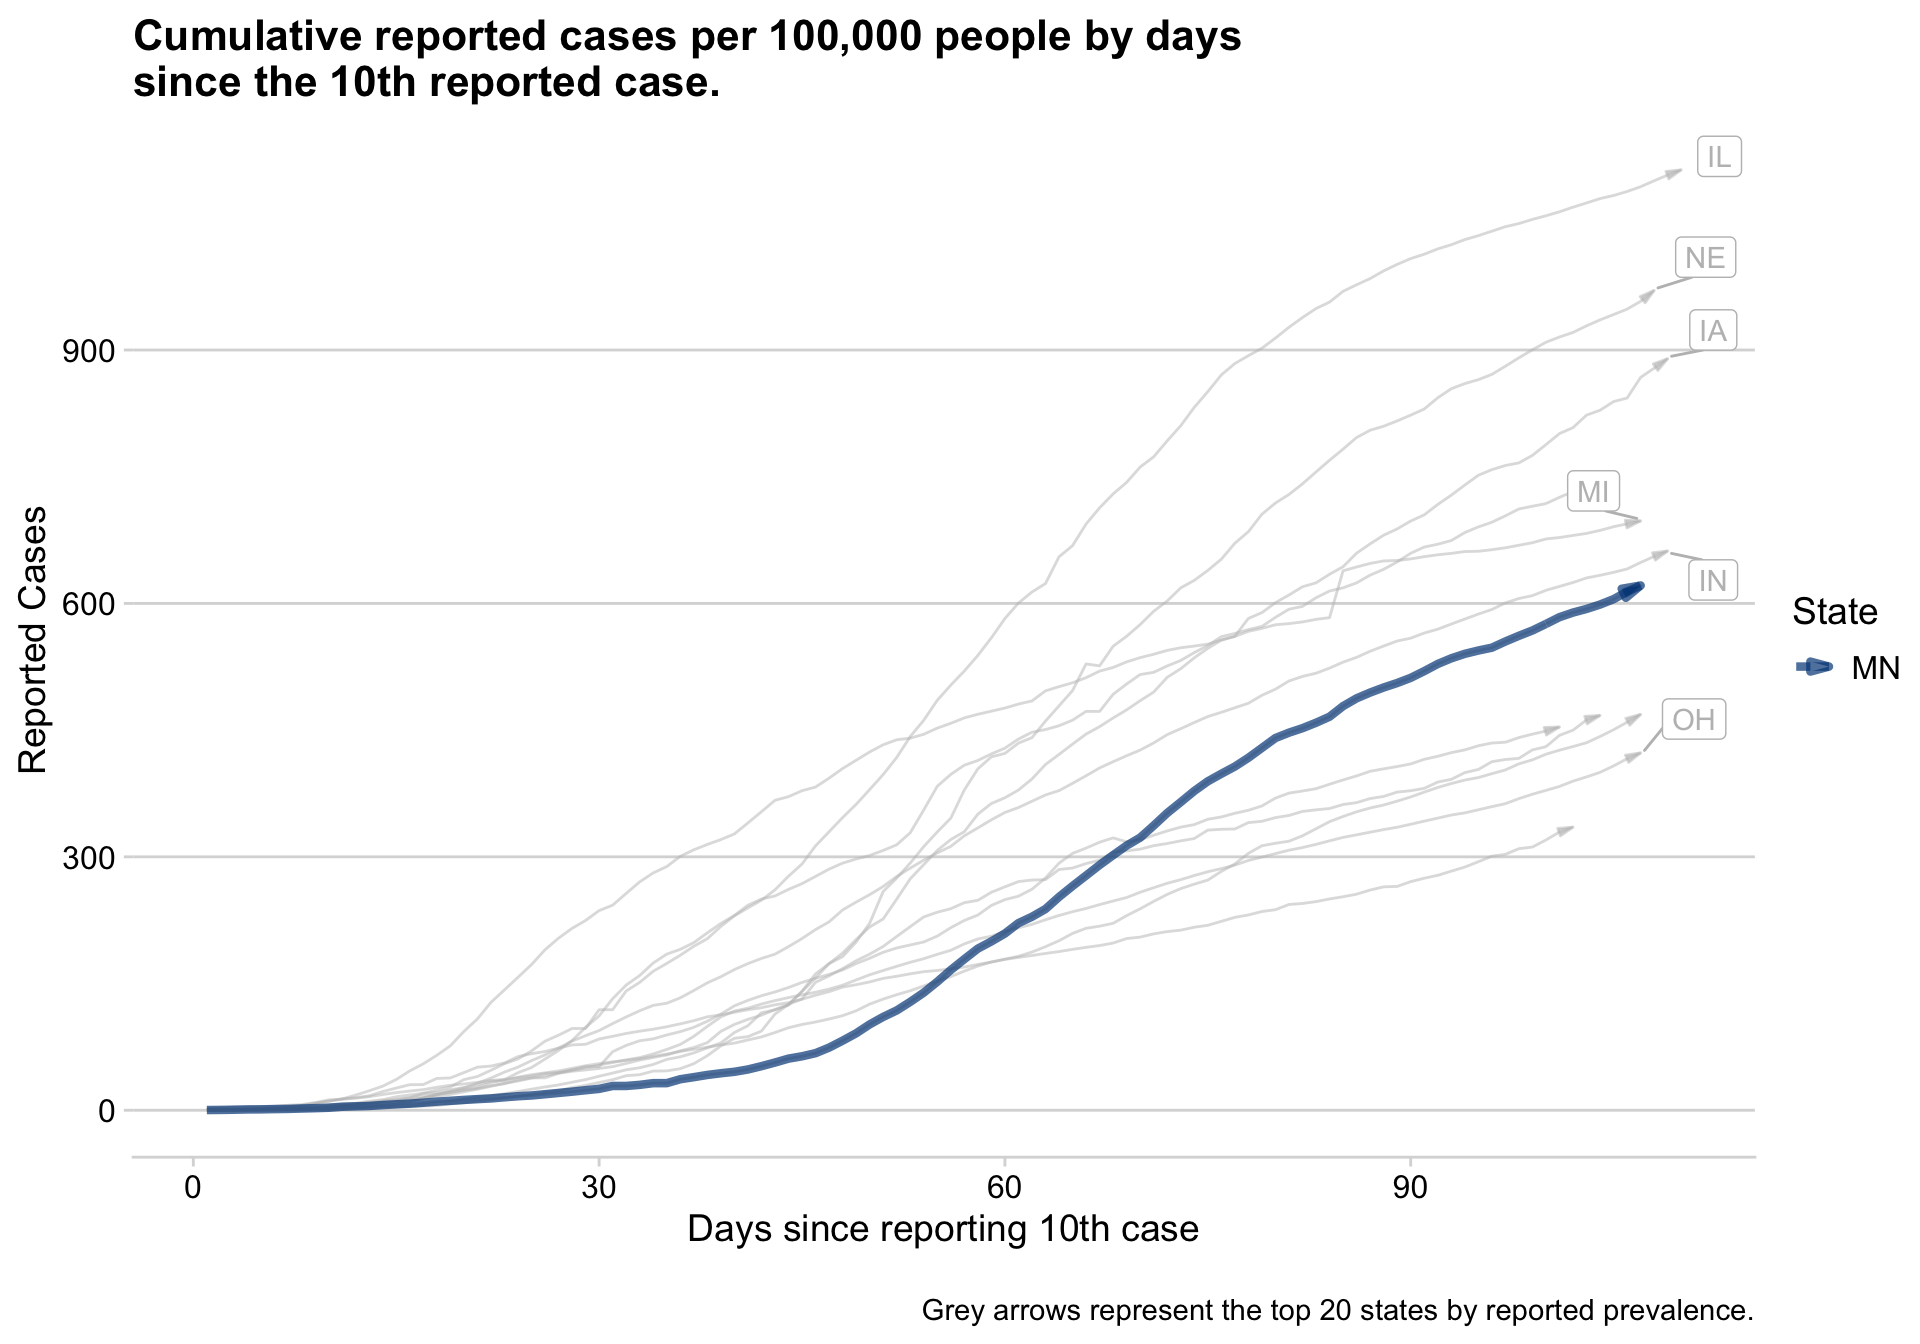 Cumulative reported cases per 100,000 people by days
since the 10th reported case.
IL
NE
IA
MI
IN
OH
900
600
300
0
Reported Cases
0 30 60 90
Days since reporting 10th case
State
MN
Grey arrows represent the top 20 states by reported prevalence.